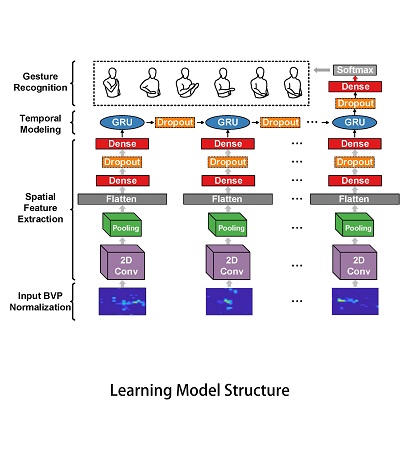 Gesture
Recognition
Softmax
Dense
Dropout
Temporal
Modeling
GRU Dropout GRU Dropout ... GRU
Dense Dense ... Dense
Dropout Dropout ... Dropout
Dense Dense ... Dense
Spatial
Feature
Extraction
Flatten Flatten ... Flatten
Pooling Pooling ... Pooling
2D
Conv
2D
Conv
...
2D
Conv
Input BVP
Normalization
...
Learning Model Structure